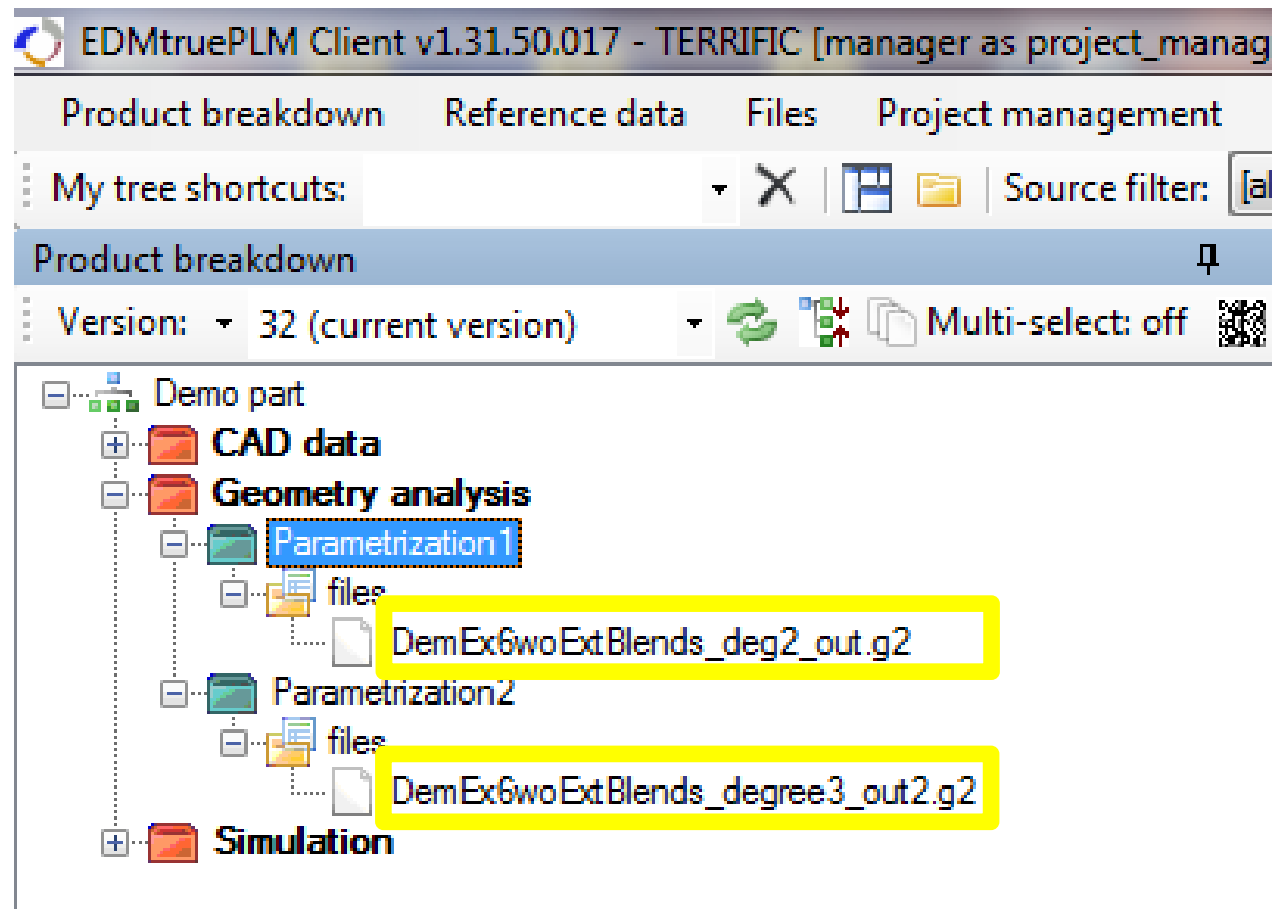 EDMtruePLM Client v1.31.50.017 - TERRIFIC [manager as project_manag
Product breakdown Reference data Files Project management
My tree shortcuts: Source filter: [al
Product breakdown
Version: 32 (current version) Multi-select: off
Demo part
CAD data
Geometry analysis
Parametrization1
files
DemEx6woExtBlends_deg2_out.g2
Parametrization2
files
DemEx6woExtBlends_degree3_out2.g2
Simulation